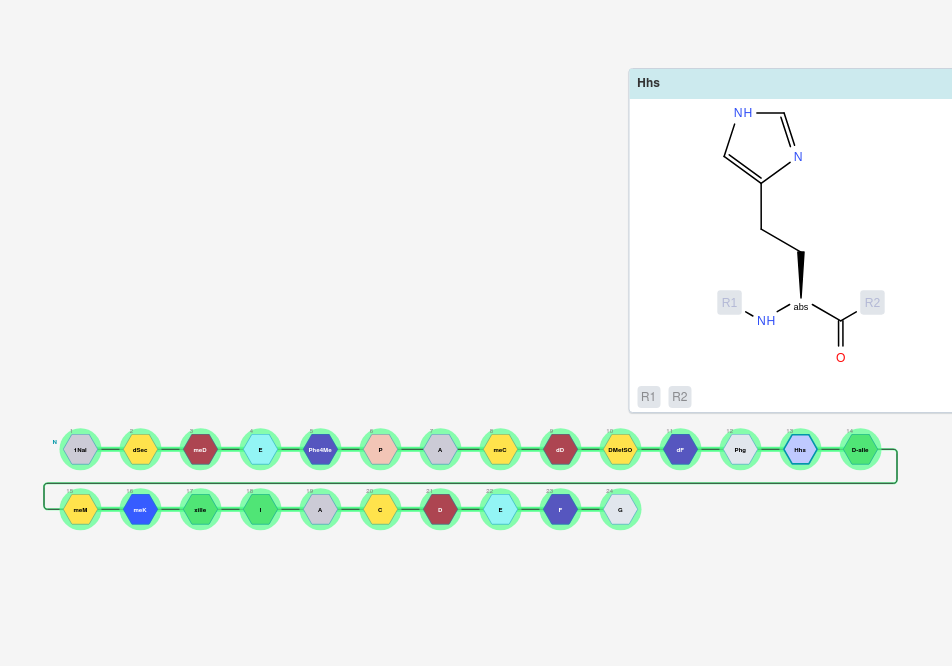 Hhs
NH
N
R1 abs R2
NH
O
R1 R2
1 2 3 4 5 6 7 8 9 10 11 12 13 14
N 1Nal dSec meD E Phe4Me P A meC dD DMetSO dF Phg Hhs D-aIle
15 16 17 18 19 20 21 22 23 24
meM meK xiIle I A C D E F G